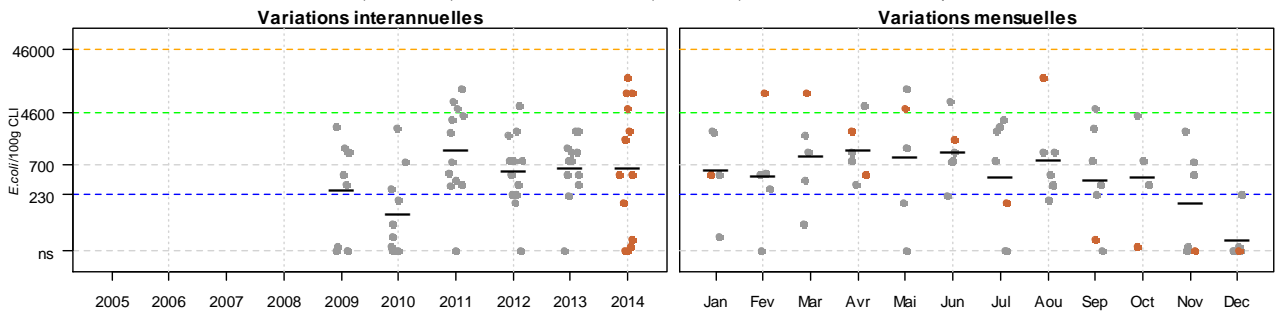 Variations interannuelles
Variations mensuelles
E.coli/100g CLI
46000
4600
700
230
ns
2005 2006 2007 2008 2009 2010 2011 2012 2013 2014
Jan Fev Mar Avr Mai Jun Jul Aou Sep Oct Nov Dec